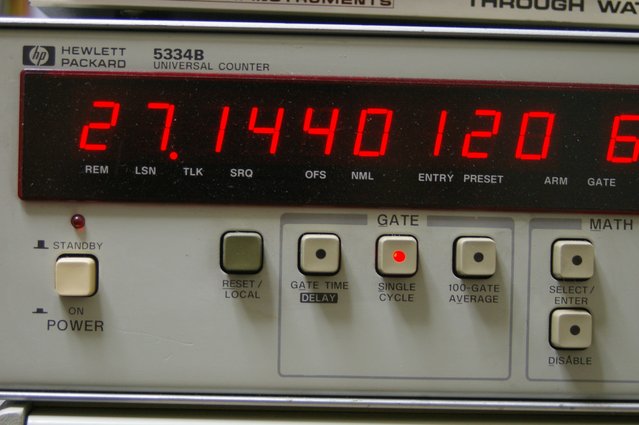 INSTRUMENTS
THROUGH WA
hp HEWLETT PACKARD
5334B
UNIVERSAL COUNTER
27.1440 120 6
REM LSN TLK SRQ OFS NML ENTRY PRESET ARM GATE
GATE
MATH
STANDBY
ON
POWER
RESET/
LOCAL
GATE TIME
DELAY
SINGLE
CYCLE
100-GATE
AVERAGE
SELECT/
ENTER
DISABLE